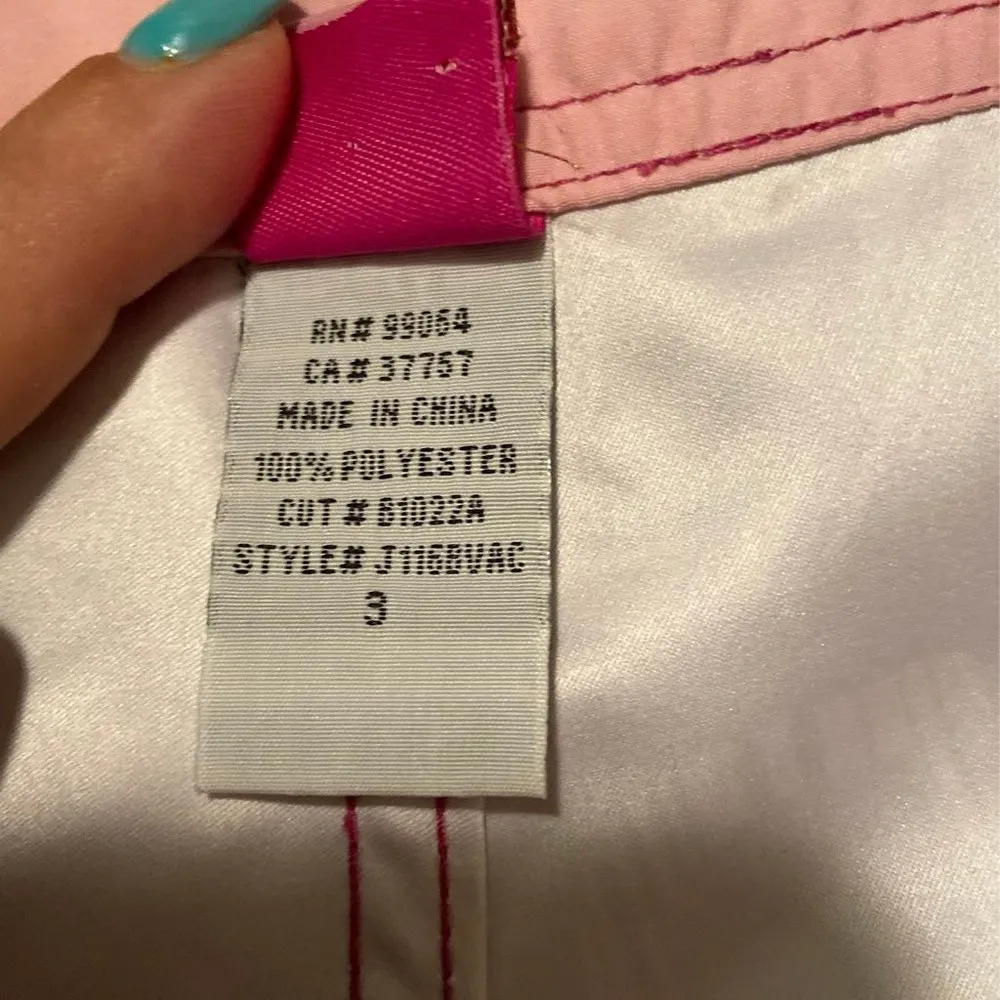 RN# 99064
CA# 37757
MADE IN CHINA
100% POLYESTER
CUT# 81022A
STYLE# J116BVAC
3